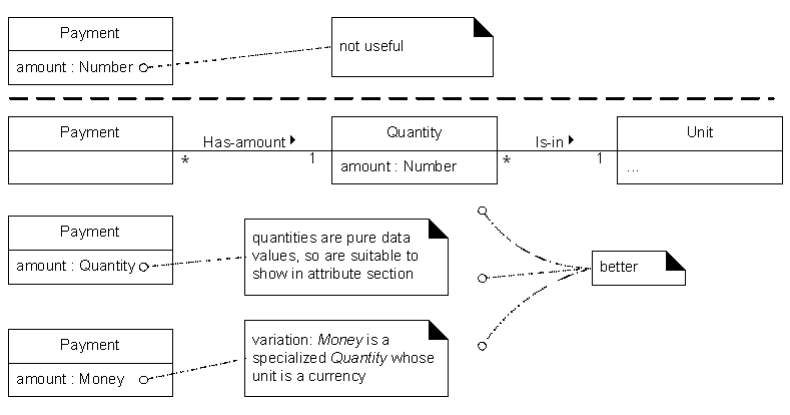 Payment
amount : Number
not useful
Payment
Has-amount
*
1
Quantity
amount : Number
Is-in
*
1
Unit
...
Payment
amount : Quantity
quantities are pure data
values, so are suitable to
show in attribute section
better
Payment
amount : Money
variation: Money is a
specialized Quantity whose
unit is a currency